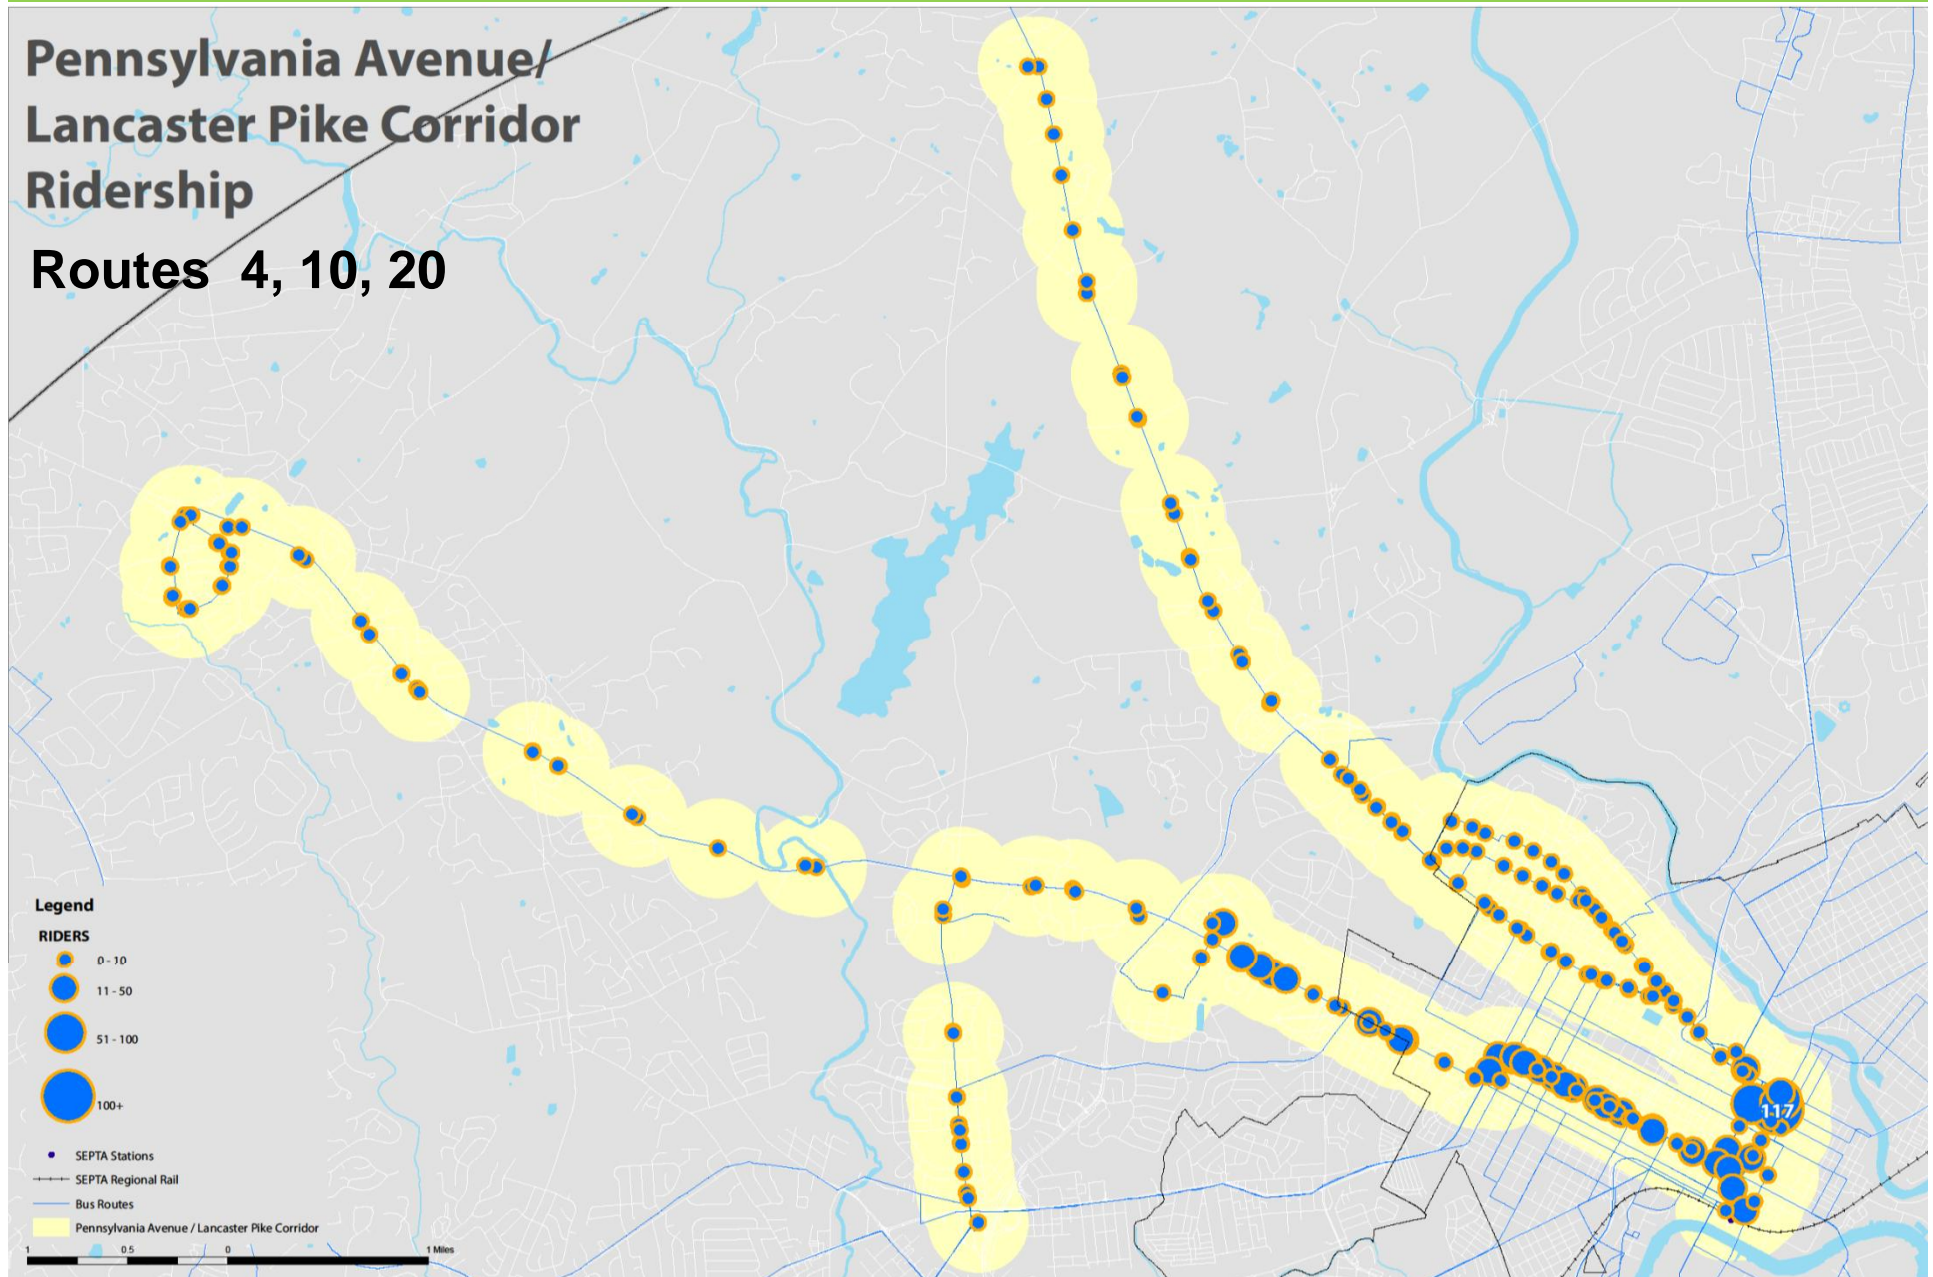 Pennsylvania Avenue/
Lancaster Pike Corridor
Ridership
Routes 4, 10, 20
117
Legend
RIDERS
0 - 10
11 - 50
51 - 100
100+
SEPTA Stations
SEPTA Regional Rail
Bus Routes
Pennsylvania Avenue / Lancaster Pike Corridor
1 0.5 0 1 Miles